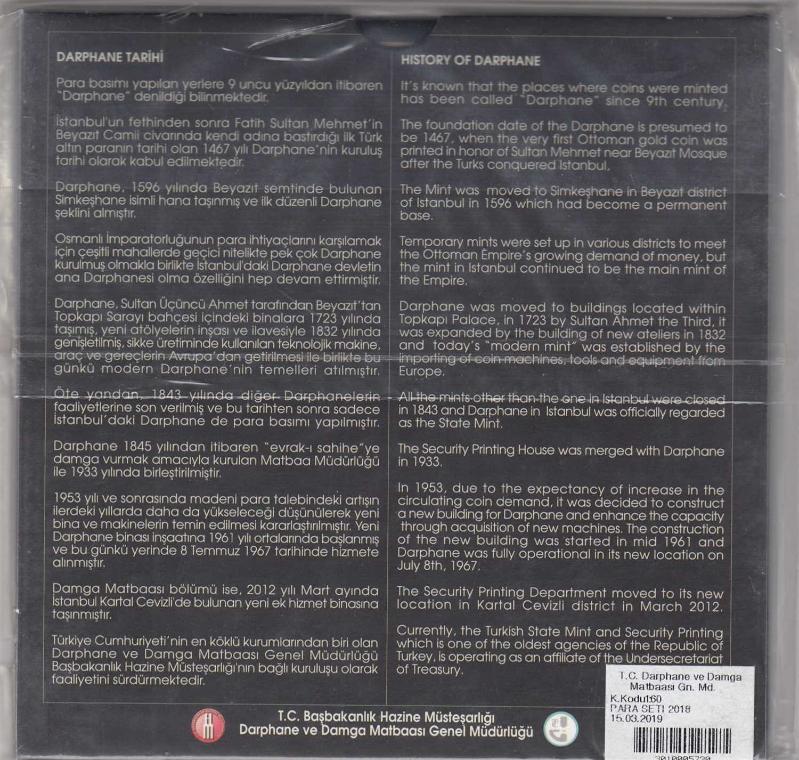 DARPHANE TARİHİ
Para basımı yapılan yerlere 9 uncu yüzyıldan itibaren
"Darphane" denildiği bilinmektedir.
İstanbul'un fethinden sonra Fatih Sultan Mehmet'in
Beyazıt Camii civarında kendi adına bastırdığı ilk Türk
altın paranın tarihi olan 1467 yılı Darphane'nin kuruluş
tarihi olarak kabul edilmektedir.
Darphane, 1596 yılında Beyazıt semtinde bulunan
Simkeşhane isimli hana taşınmış ve ilk düzenli Darphane
şeklini almıştır.
Osmanlı İmparatorluğunun para ihtiyaçlarını karşılamak
için çeşitli mahallerde geçici nitelikte pek çok Darphane
kurulmuş olmakla birlikte İstanbul'daki Darphane devletin
ana Darphanesi olma özelliğini hep devam ettirmiştir.
Darphane, Sultan Üçüncü Ahmet tarafından Beyazıt'tan
Topkapı Sarayı bahçesi içindeki binalara 1723 yılında
taşımış, yeni atölyelerin inşası ve ilavesiyle 1832 yılında
genişletilmiş, sikke üretiminde kullanılan teknolojik makine,
araç ve gereçlerin Avrupa'dan getirilmesi ile birlikte bu
günkü modern Darphane'nin temelleri atılmıştır.
Öte yandan, 1843 yılında diğer Darphanelerin
faaliyetlerine son verilmiş ve bu tarihten sonra sadece
İstanbul'daki Darphane de para basımı yapılmıştır.
Darphane 1845 yılından itibaren "evrak-ı sahihe"ye
damga vurmak amacıyla kurulan Matbaa Müdürlüğü
ile 1933 yılında birleştirilmiştir.
1953 yılı ve sonrasında madeni para talebindeki artışın
ilerdeki yıllarda daha da yükseleceği düşünülerek yeni
bina ve makinelerin temin edilmesi kararlaştırılmıştır. Yeni
Darphane binası inşaatına 1961 yılı ortalarında başlanmış
ve bu günkü yerinde 8 Temmuz 1967 tarihinde hizmete
alınmıştır.
Damga Matbaası bölümü ise, 2012 yılı Mart ayında
İstanbul Kartal Cevizli'de bulunan yeni ek hizmet binasına
taşınmıştır.
Türkiye Cumhuriyeti'nin en köklü kurumlarından biri olan
Darphane ve Damga Matbaası Genel Müdürlüğü
Başbakanlık Hazine Müsteşarlığı'nın bağlı kuruluşu olarak
faaliyetini sürdürmektedir.
HISTORY OF DARPHANE
It's known that the places where coins were minted
has been called "Darphane" since 9th century.
The foundation date of the Darphane is presumed to
be 1467, when the very first Ottoman gold coin was
printed in honor of Sultan Mehmet near Beyazıt Mosque
after the Turks conquered Istanbul.
The Mint was moved to Simkeşhane in Beyazıt district
of Istanbul in 1596 which had become a permanent
base.
Temporary mints were set up in various districts to meet
the Ottoman Empire's growing demand of money, but
the mint in Istanbul continued to be the main mint of
the Empire.
Darphane was moved to buildings located within
Topkapı Palace, in 1723 by Sultan Ahmet the Third, it
was expanded by the building of new ateliers in 1832
and today's "modern mint" was established by the
importing of coin machines, tools and equipment from
Europe.
All the mints other than the one in Istanbul were closed
in 1843 and Darphane in Istanbul was officially regarded
as the State Mint.
The Security Printing House was merged with Darphane
in 1933.
In 1953, due to the expectancy of increase in the
circulating coin demand, it was decided to construct
a new building for Darphane and enhance the capacity
through acquisition of new machines. The construction
of the new building was started in mid 1961 and
Darphane was fully operational in its new location on
July 8th, 1967.
The Security Printing Department moved to its new
location in Kartal Cevizli district in March 2012.
Currently, the Turkish State Mint and Security Printing
which is one of the oldest agencies of the Republic of
Turkey, is operating as an affiliate of the Undersecretariat
of Treasury.
T.C. Başbakanlık Hazine Müsteşarlığı
Darphane ve Damga Matbaası Genel Müdürlüğü
T.C. Darphane ve Damga
Matbaası Gn. Md.
K.Kodu:60
PARA SETİ 2018
15.03.2019